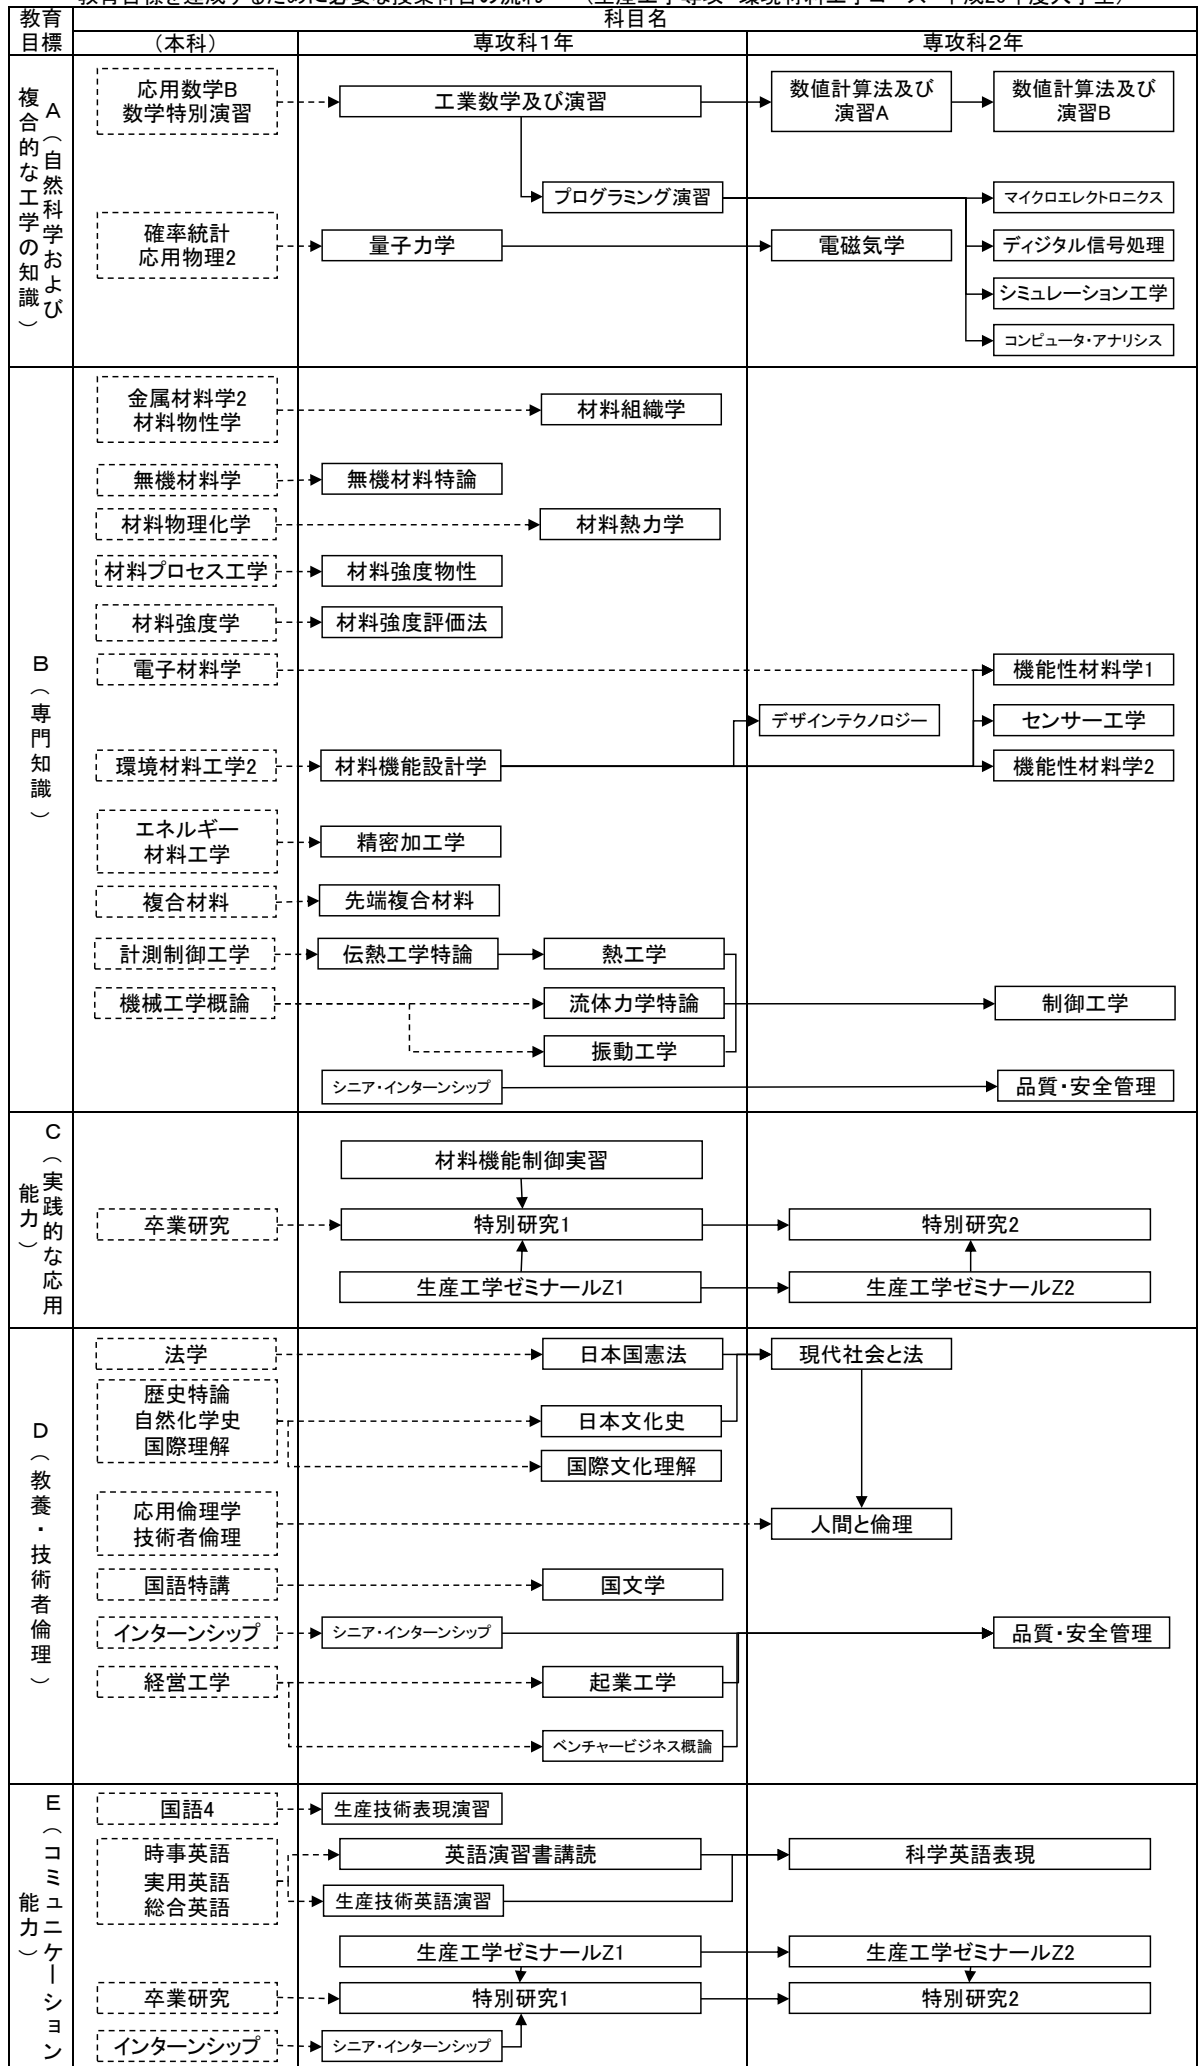 教育
目標
科目名
（本科）
専攻科1年
専攻科2年
A（自然科学および
複合的な工学の知識）
応用数学B
数学特別演習
工業数学及び演習
数値計算法及び
演習A
数値計算法及び
演習B
プログラミング演習
マイクロエレクトロニクス
確率統計
応用物理2
量子力学
電磁気学
ディジタル信号処理
シミュレーション工学
コンピュータ・アナリシス
B（専門知識）
金属材料学2
材料物性学
材料組織学
無機材料学
無機材料特論
材料物理化学
材料熱力学
材料プロセス工学
材料強度物性
材料強度学
材料強度評価法
電子材料学
機能性材料学1
デザインテクノロジー
センサー工学
環境材料工学2
材料機能設計学
機能性材料学2
エネルギー
材料工学
精密加工学
複合材料
先端複合材料
計測制御工学
伝熱工学特論
熱工学
機械工学概論
流体力学特論
制御工学
振動工学
シニア・インターンシップ
品質・安全管理
C（実践的な応用
能力）
材料機能制御実習
卒業研究
特別研究1
特別研究2
生産工学ゼミナールZ1
生産工学ゼミナールZ2
D（教養・技術者倫理）
法学
日本国憲法
現代社会と法
歴史特論
自然化学史
国際理解
日本文化史
国際文化理解
応用倫理学
技術者倫理
人間と倫理
国語特講
国文学
インターンシップ
シニア・インターンシップ
品質・安全管理
経営工学
起業工学
ベンチャービジネス概論
E（コミュニケーション
能力）
国語4
生産技術表現演習
時事英語
実用英語
総合英語
英語演習書講読
科学英語表現
生産技術英語演習
生産工学ゼミナールZ1
生産工学ゼミナールZ2
卒業研究
特別研究1
特別研究2
インターンシップ
シニア・インターンシップ